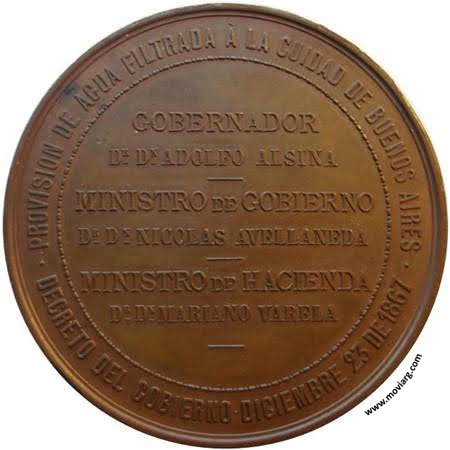 · PROVISION DE AGUA FILTRADA À LA CUIDAD DE BUENOS AIRES ·
DECRETO DEL GOBIERNO · DICIEMBRE 23 DE 1867
GOBERNADOR
Dr. Dn. ADOLFO ALSINA
MINISTRO DE GOBIERNO
Dr. Dn. NICOLAS AVELLANEDA
MINISTRO DE HACIENDA
Dr. Dn. MARIANO VARELA
www.moviarg.com